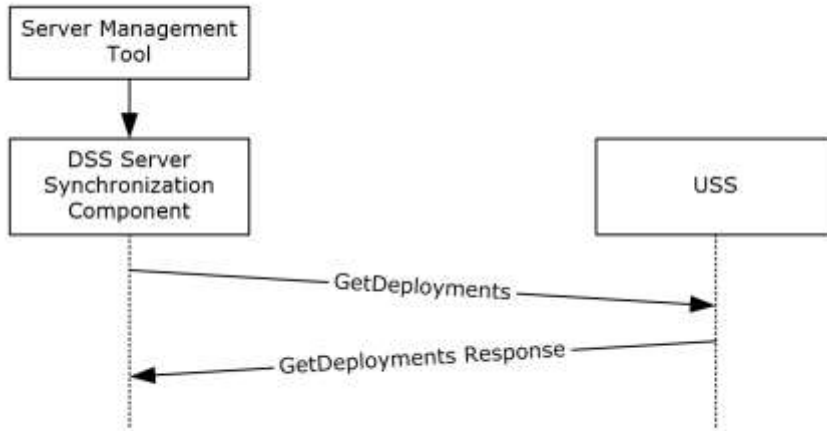 Server Management
Tool
DSS Server
Synchronization
Component
USS
GetDeployments
GetDeployments Response